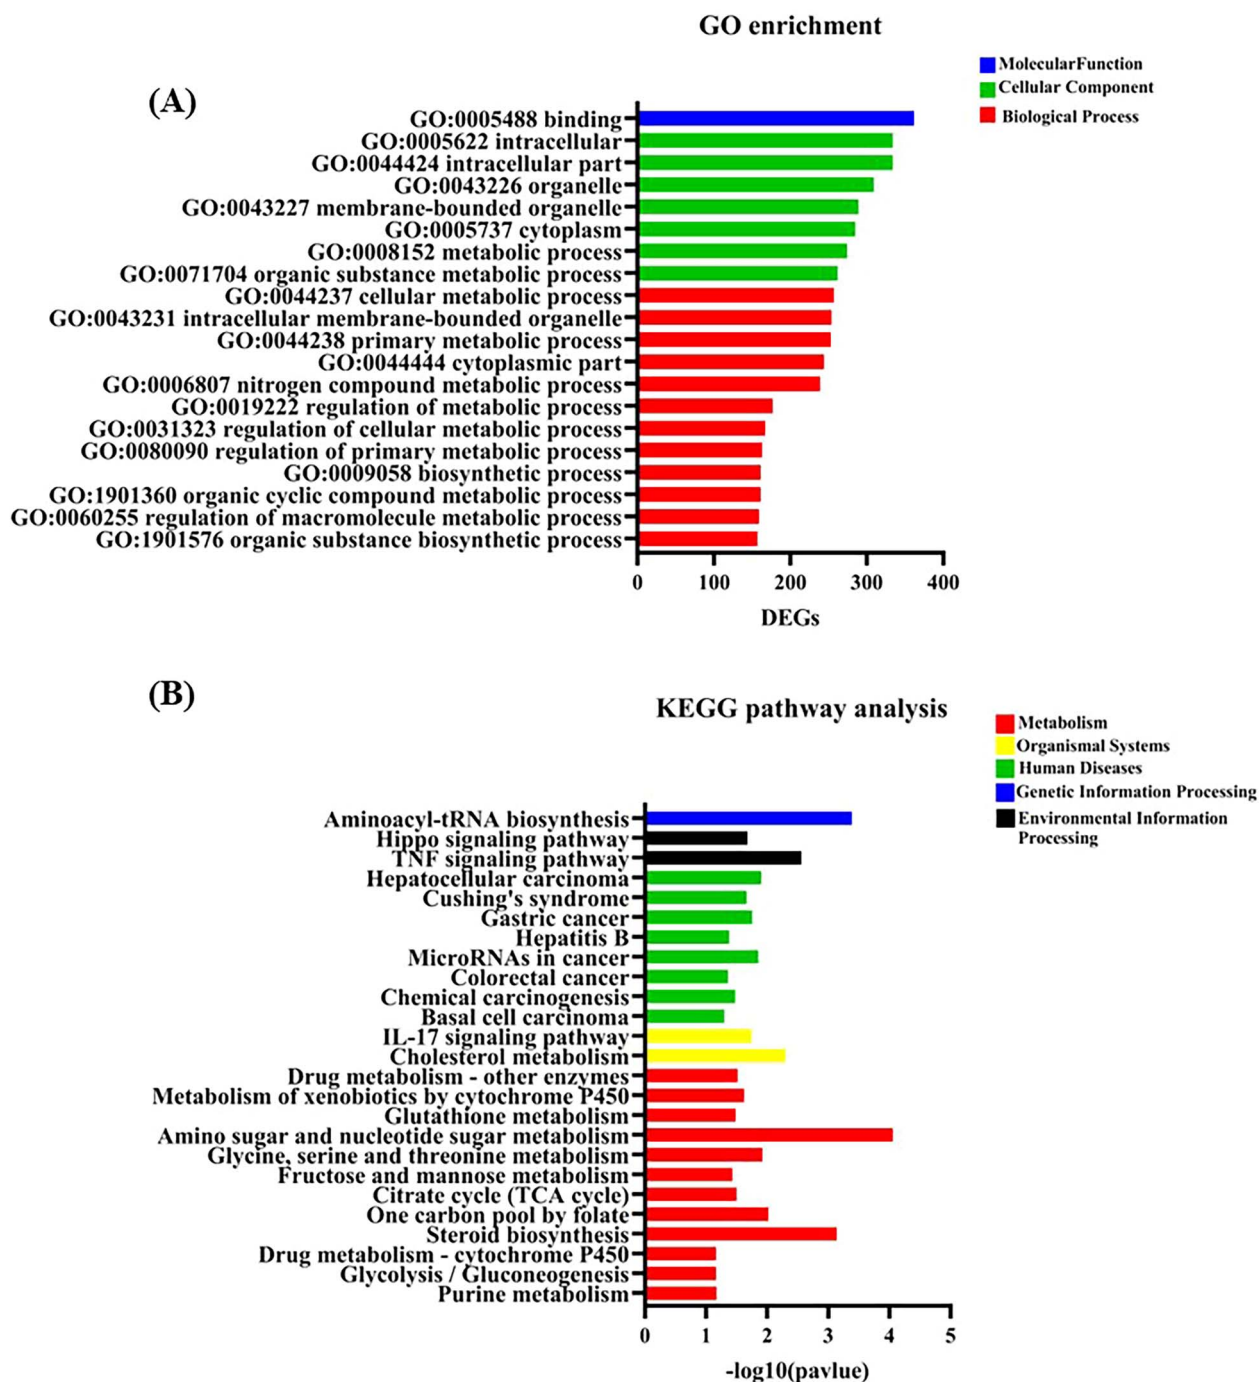 GO enrichment
MolecularFunction
Cellular Component
Biological Process
(A)
GO:0005488 binding
GO:0005622 intracellular
GO:0044424 intracellular part
GO:0043226 organelle
GO:0043227 membrane-bounded organelle
GO:0005737 cytoplasm
GO:0008152 metabolic process
GO:0071704 organic substance metabolic process
GO:0044237 cellular metabolic process
GO:0043231 intracellular membrane-bounded organelle
GO:0044238 primary metabolic process
GO:0044444 cytoplasmic part
GO:0006807 nitrogen compound metabolic process
GO:0019222 regulation of metabolic process
GO:0031323 regulation of cellular metabolic process
GO:0080090 regulation of primary metabolic process
GO:0009058 biosynthetic process
GO:1901360 organic cyclic compound metabolic process
GO:0060255 regulation of macromolecule metabolic process
GO:1901576 organic substance biosynthetic process
0 100 200 300 400
DEGs
(B)
KEGG pathway analysis
Metabolism
Organismal Systems
Human Diseases
Genetic Information Processing
Environmental Information
Processing
Aminoacyl-tRNA biosynthesis
Hippo signaling pathway
TNF signaling pathway
Hepatocellular carcinoma
Cushing's syndrome
Gastric cancer
Hepatitis B
MicroRNAs in cancer
Colorectal cancer
Chemical carcinogenesis
Basal cell carcinoma
IL-17 signaling pathway
Cholesterol metabolism
Drug metabolism - other enzymes
Metabolism of xenobiotics by cytochrome P450
Glutathione metabolism
Amino sugar and nucleotide sugar metabolism
Glycine, serine and threonine metabolism
Fructose and mannose metabolism
Citrate cycle (TCA cycle)
One carbon pool by folate
Steroid biosynthesis
Drug metabolism - cytochrome P450
Glycolysis / Gluconeogenesis
Purine metabolism
0 1 2 3 4 5
-log10(pavlue)